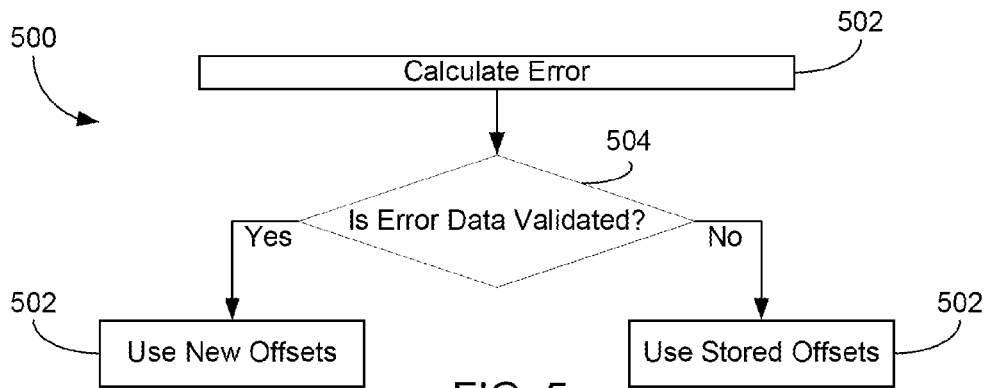 500
502
Calculate Error
504
Is Error Data Validated?
Yes
No
502
Use New Offsets
Use Stored Offsets
502
FIG. 5